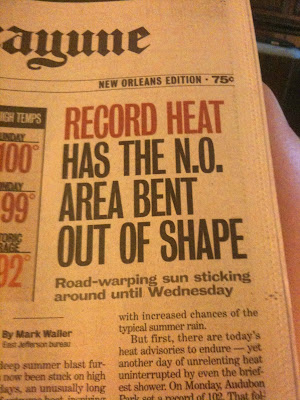 ayune
NEW ORLEANS EDITION · 75¢
HIGH TEMPS
100°
99°
92°
RECORD HEAT
HAS THE N.O.
AREA BENT
OUT OF SHAPE
Road-warping sun sticking
around until Wednesday
By Mark Waller
East Jefferson bureau
deep summer blast fur-
now been stuck on high
days, an unusually long
with increased chances of the
typical summer rain.
But first, there are today's
heat advisories to endure — yet
another day of unrelenting heat
uninterrupted by even the brief-
est shower. On Monday, Audubon
Park set a record of 102. That fol-